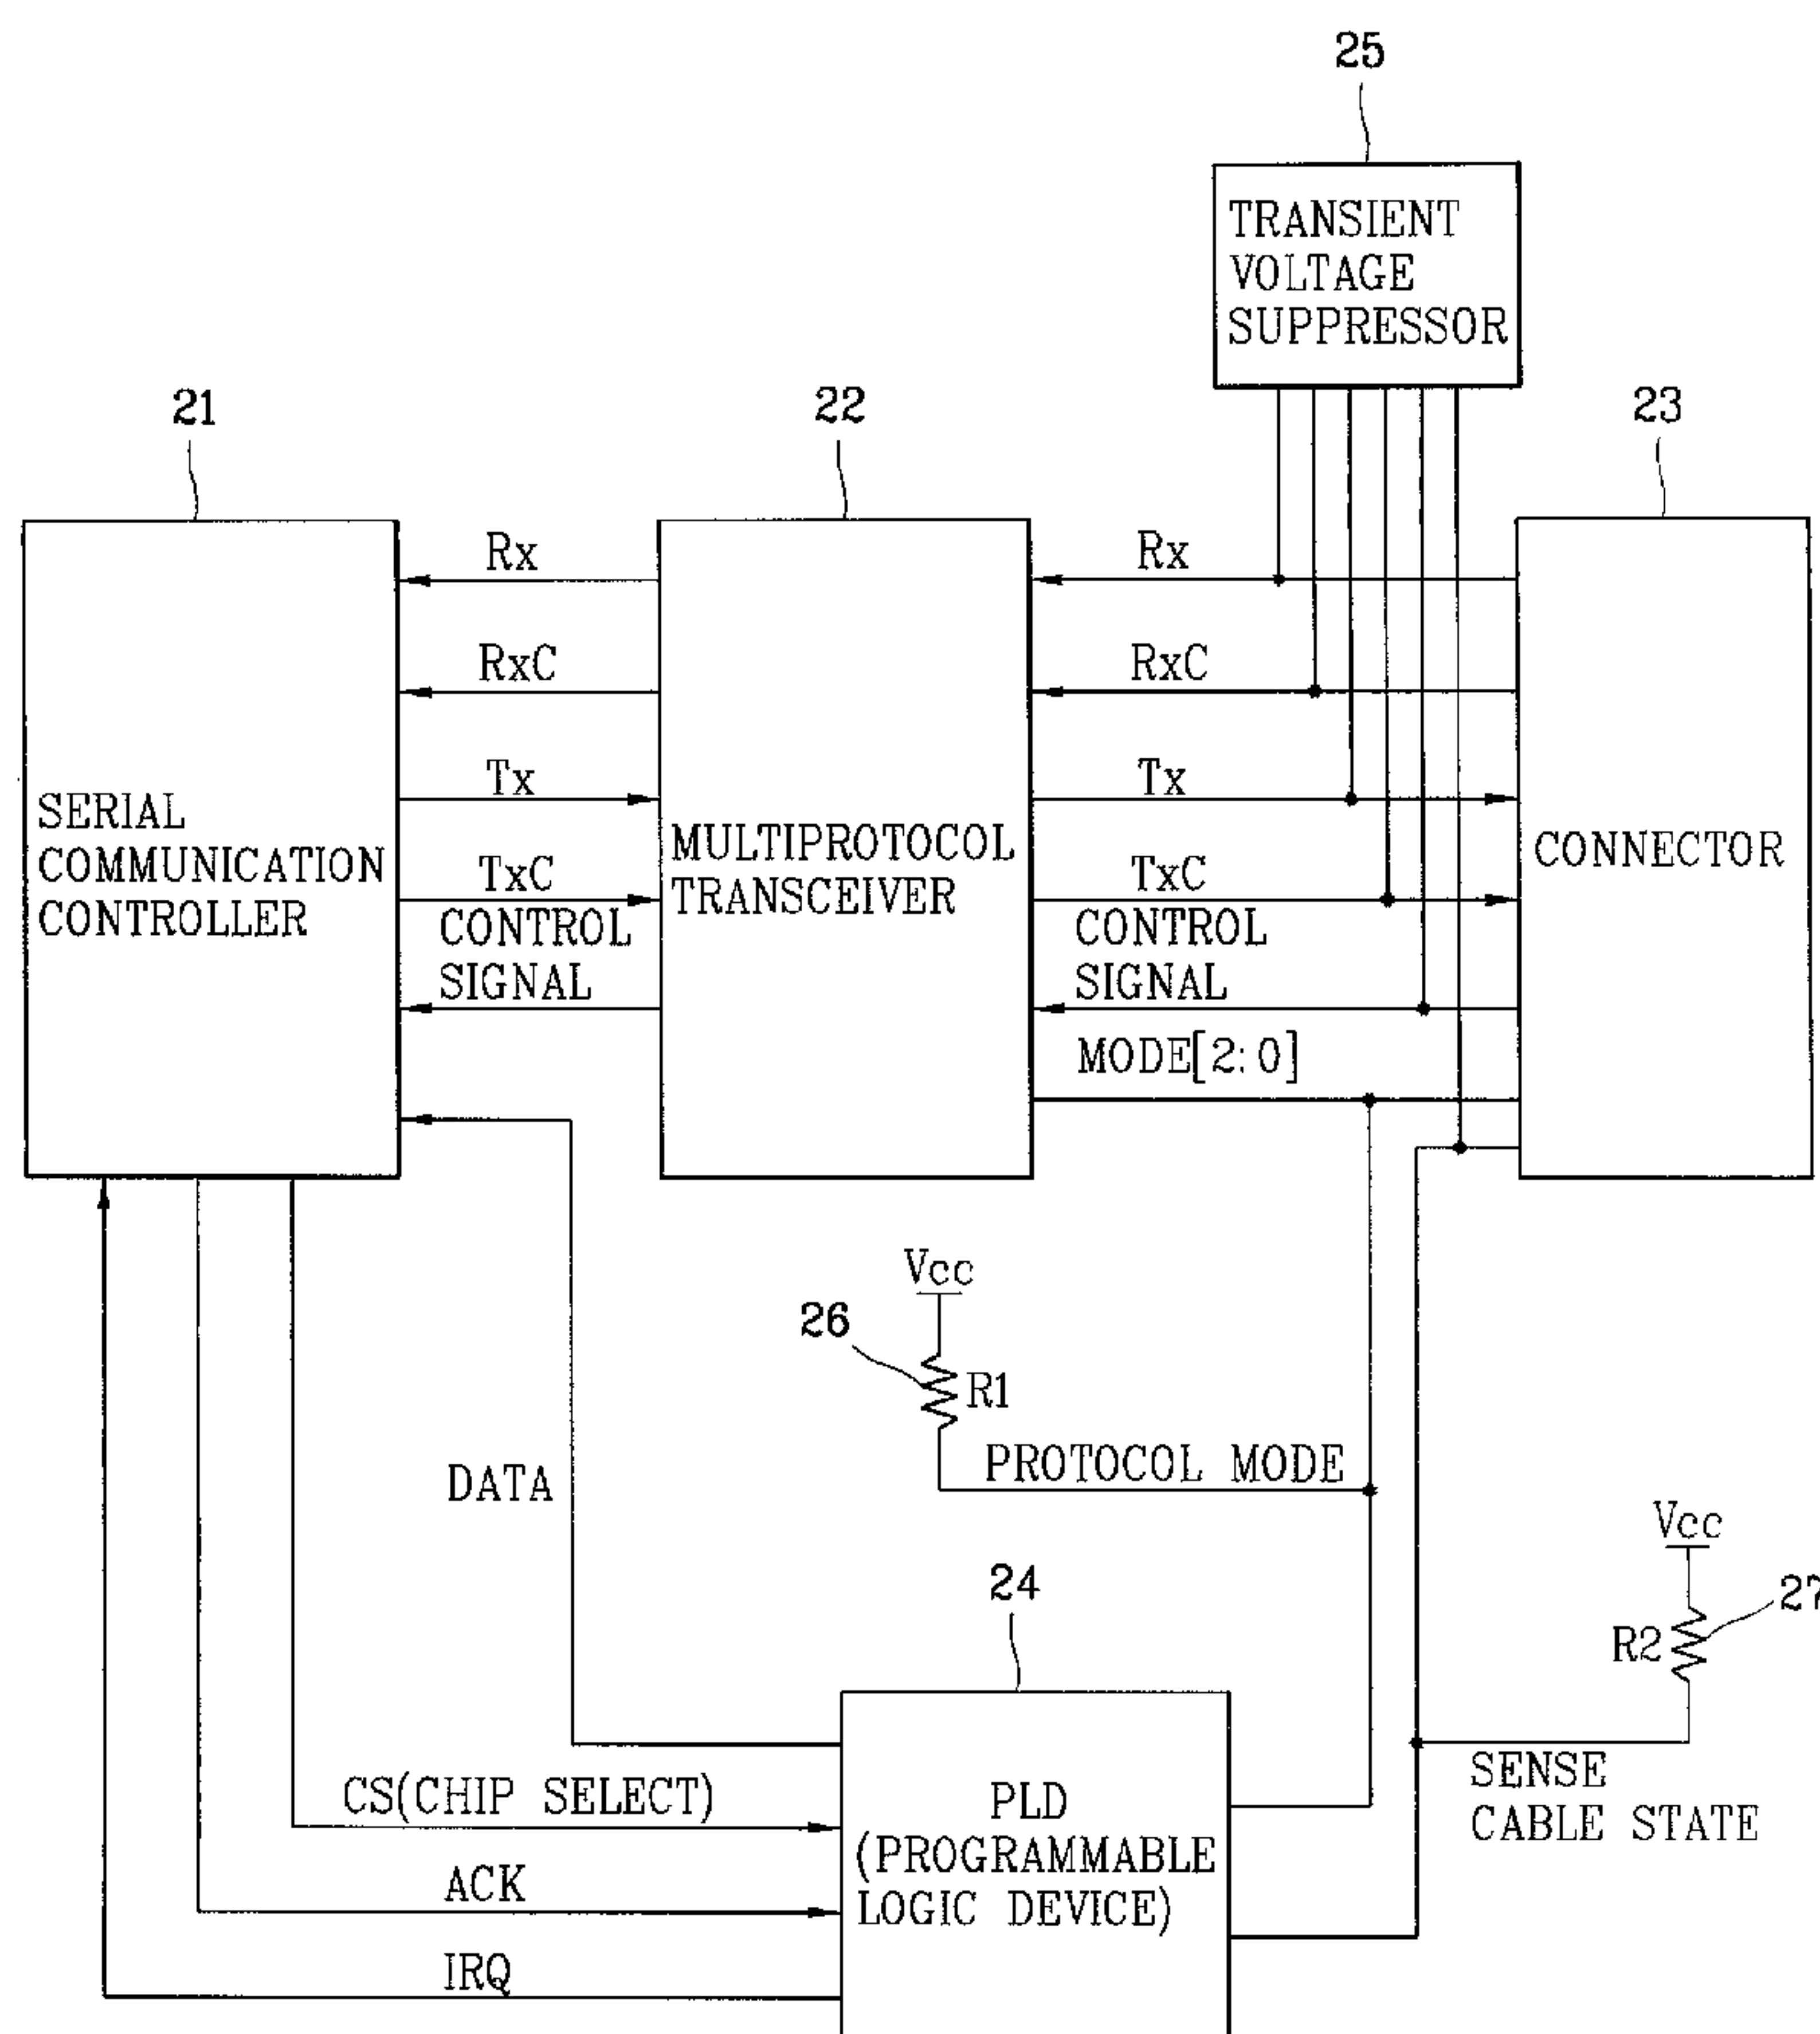 25
TRANSIENT
VOLTAGE
SUPPRESSOR
21
22
23
Rx
Rx
RxC
RxC
Tx
Tx
SERIAL
COMMUNICATION
CONTROLLER
MULTIPROTOCOL
TRANSCEIVER
CONNECTOR
TxC
TxC
CONTROL
SIGNAL
CONTROL
SIGNAL
MODE[2:0]
Vcc
26
R1
PROTOCOL MODE
DATA
Vcc
24
27
R2
SENSE
CABLE STATE
PLD
(PROGRAMMABLE
LOGIC DEVICE)
CS(CHIP SELECT)
ACK
IRQ